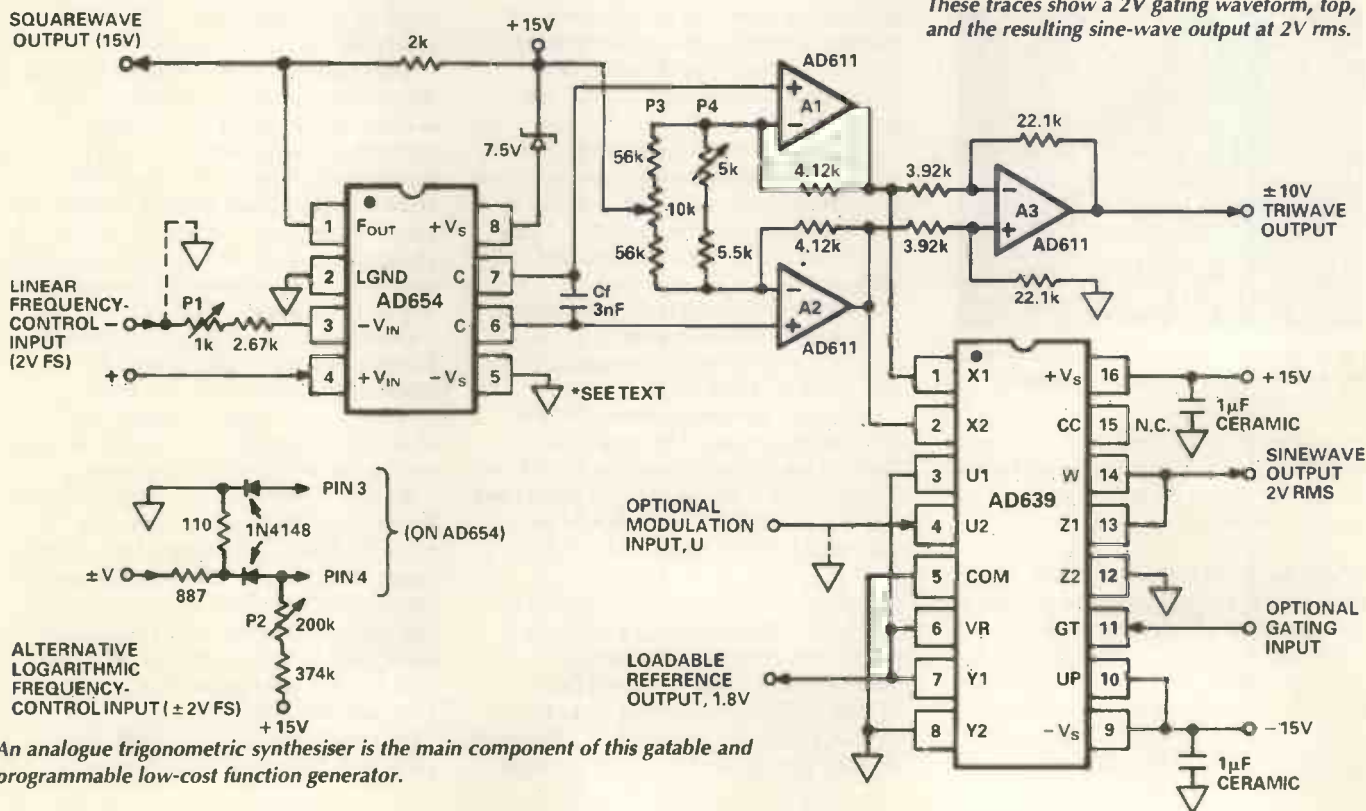 These traces show a 2V gating waveform, top,
and the resulting sine-wave output at 2V rms.
SQUAREWAVE
OUTPUT (15V)
2k
+15V
7.5V
1 FOUT
+VS 8
2 LGND
C 7
AD654
3 -VIN
C 6
4 +VIN
-VS 5
*SEE TEXT
LINEAR
FREQUENCY-
CONTROL -
INPUT
(2V FS)
+
P1
1k
2.67k
Cf
3nF
P3
P4
56k
5k
10k
56k
5.5k
AD611
+
A1
-
4.12k
4.12k
-
A2
+
AD611
3.92k
3.92k
22.1k
-
A3
+
AD611
22.1k
±10V
TRIWAVE
OUTPUT
1 X1
+VS 16
2 X2
CC 15
N.C.
3 U1
W 14
AD639
4 U2
Z1 13
5 COM
Z2 12
6 VR
GT 11
7 Y1
UP 10
8 Y2
-VS 9
+15V
1μF
CERAMIC
SINEWAVE
OUTPUT
2V RMS
OPTIONAL
GATING
INPUT
-15V
1μF
CERAMIC
OPTIONAL
MODULATION
INPUT, U
LOADABLE
REFERENCE
OUTPUT, 1.8V
PIN 3
110
1N4148
(ON AD654)
±V
887
PIN 4
P2
200k
374k
+15V
ALTERNATIVE
LOGARITHMIC
FREQUENCY-
CONTROL INPUT (±2V FS)
An analogue trigonometric synthesiser is the main component of this gatable and
programmable low-cost function generator.